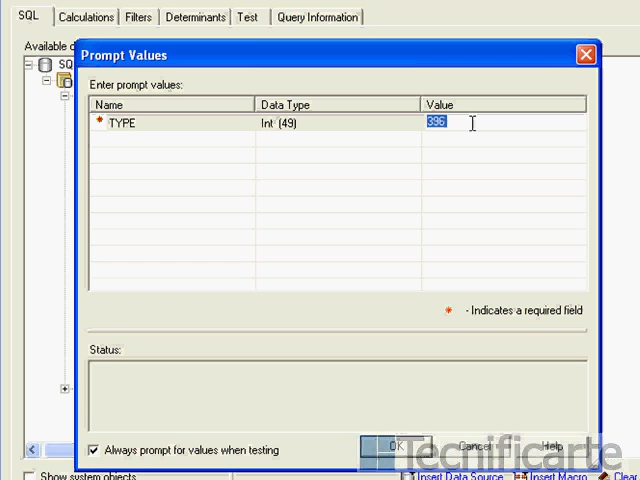 SQL Calculations Filters Determinants Test Query Information
Available
Prompt Values
SQ
Enter prompt values:
Name Data Type Value
* TYPE Int (49) 396
* - Indicates a required field
Status:
Always prompt for values when testing
OK Cancel Help
Tecnificarte
Show system objects
Insert Data Source Insert Macro Clear